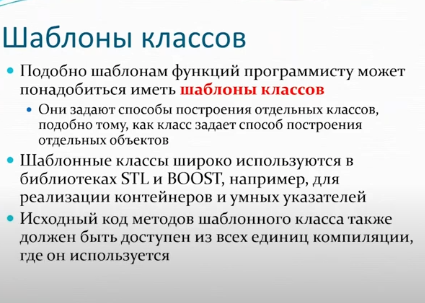 Шаблоны классов
Подобно шаблонам функций программисту может
понадобиться иметь шаблоны классов
Они задают способы построения отдельных классов,
подобно тому, как класс задает способ построения
отдельных объектов
Шаблонные классы широко используются в
библиотеках STL и BOOST, например, для
реализации контейнеров и умных указателей
Исходный код методов шаблонного класса также
должен быть доступен из всех единиц компиляции,
где он используется